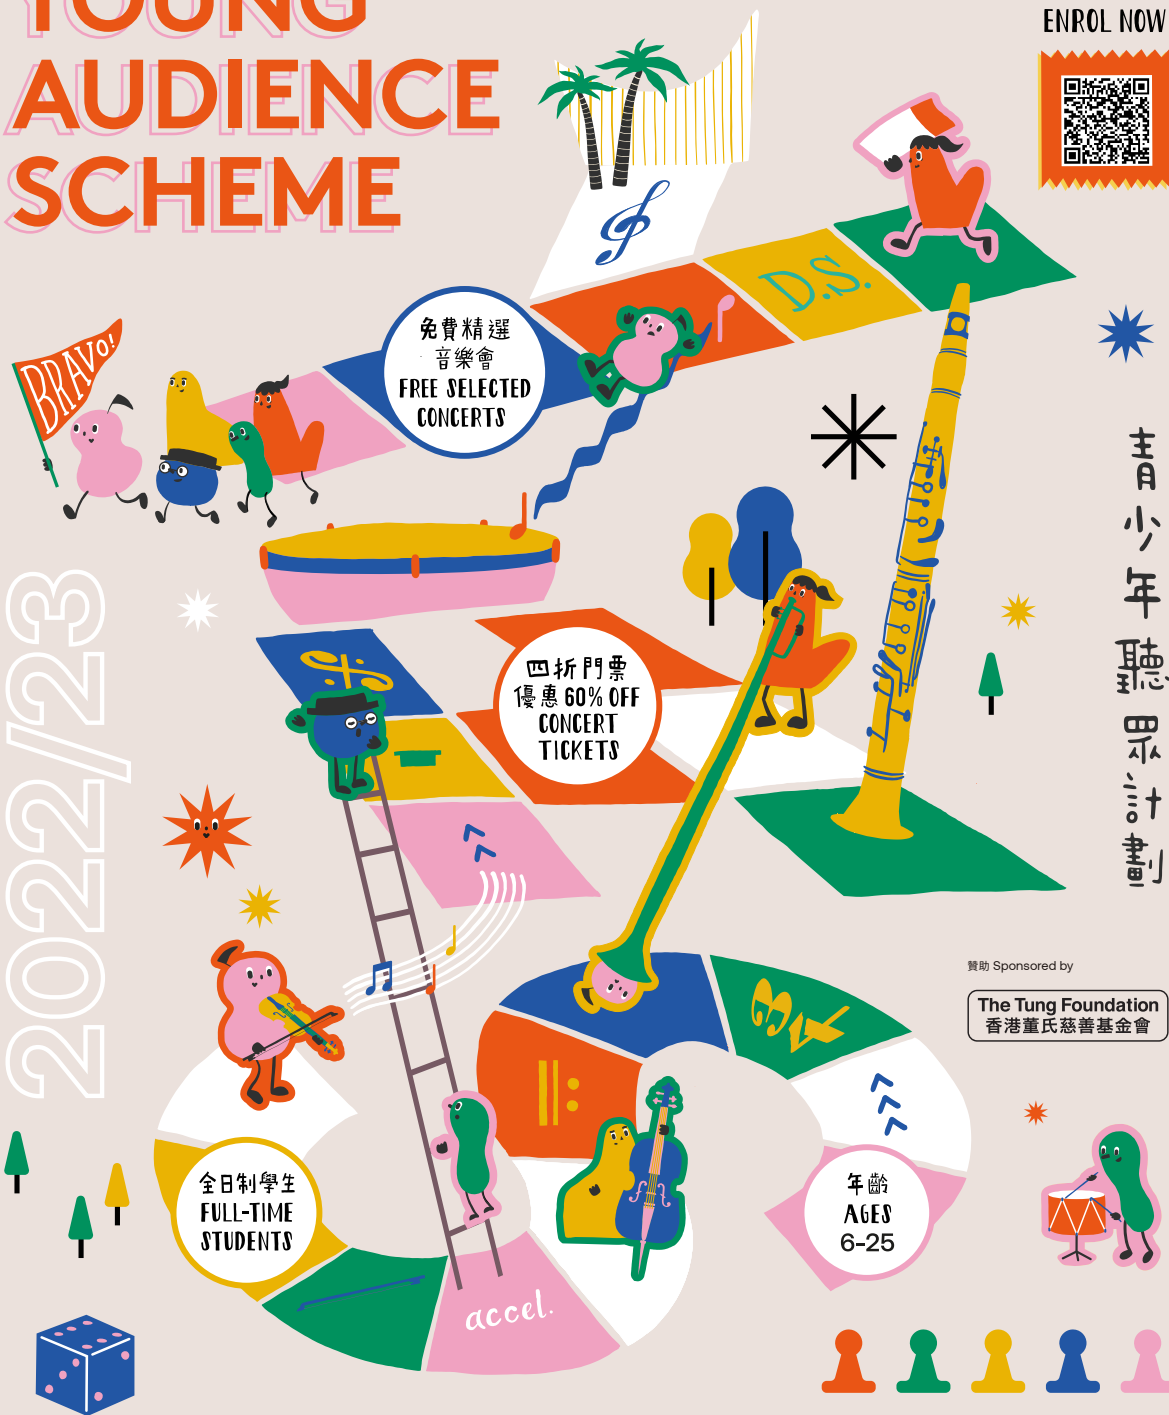 YOUNG
AUDIENCE
SCHEME
ENROL NOW
D.S.
免費精選
音樂會
FREE SELECTED
CONCERTS
BRAVO!
青少年聽眾計劃
2022/23
四折門票
優惠 60% OFF
CONCERT
TICKETS
贊助 Sponsored by
The Tung Foundation
香港董氏慈善基金會
全日制學生
FULL-TIME
STUDENTS
年齡
AGES
6-25
accel.